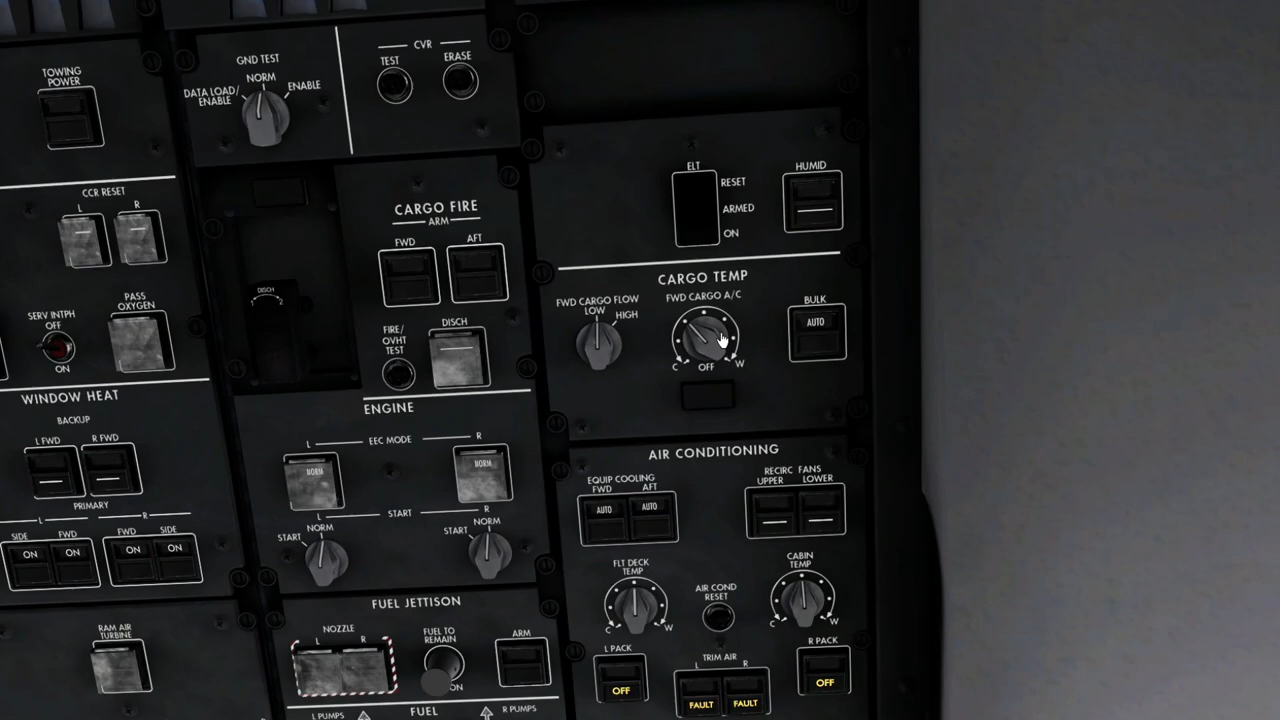 TOWING
POWER
GND TEST
NORM
DATA LOAD/
ENABLE
ENABLE
CVR
TEST
ERASE
CCR RESET
L
R
SERV INTPH
OFF
ON
PASS
OXYGEN
DISCH
1
2
CARGO FIRE
ARM
FWD
AFT
FIRE/
OVHT
TEST
DISCH
ELT
RESET
ARMED
ON
HUMID
CARGO TEMP
FWD CARGO FLOW
LOW
HIGH
FWD CARGO A/C
C
OFF
W
BULK
AUTO
WINDOW HEAT
BACKUP
L FWD
R FWD
PRIMARY
L
R
SIDE
FWD
FWD
SIDE
ON
ON
ON
ON
ENGINE
L
EEC MODE
R
NORM
NORM
L
START
R
NORM
START
NORM
START
AIR CONDITIONING
EQUIP COOLING
FWD
AFT
AUTO
AUTO
RECIRC FANS
UPPER
LOWER
FLT DECK
TEMP
C
W
AIR COND
RESET
CABIN
TEMP
C
W
RAM AIR
TURBINE
FUEL JETTISON
NOZZLE
L
R
FUEL TO
REMAIN
ON
ARM
L PACK
OFF
TRIM AIR
L
R
FAULT
FAULT
R PACK
OFF
L PUMPS
FUEL
R PUMPS